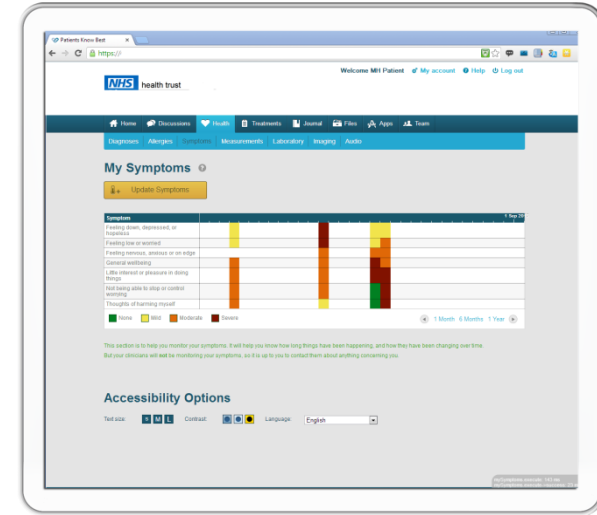 Patients Know Best
https://
Welcome MH Patient My account Help Log out
NHS health trust
Home Discussions Health Treatments Journal Files Apps Team
Diagnoses Allergies Symptoms Measurements Laboratory Imaging Audio
My Symptoms
Update Symptoms
Symptom 1 Sep 20
Feeling down, depressed, or
hopeless
Feeling low or worried
Feeling nervous, anxious or on edge
General wellbeing
Little interest or pleasure in doing
things
Not being able to stop or control
worrying
Thoughts of harming myself
None Mild Moderate Severe 1 Month 6 Months 1 Year
This section is to help you monitor your symptoms. It will help you know how long things have been happening, and how they have been changing over time.
But your clinicians will not be monitoring your symptoms, so it is up to you to contact them about anything concerning you.
Accessibility Options
Text size: S M L Contrast: Language: English